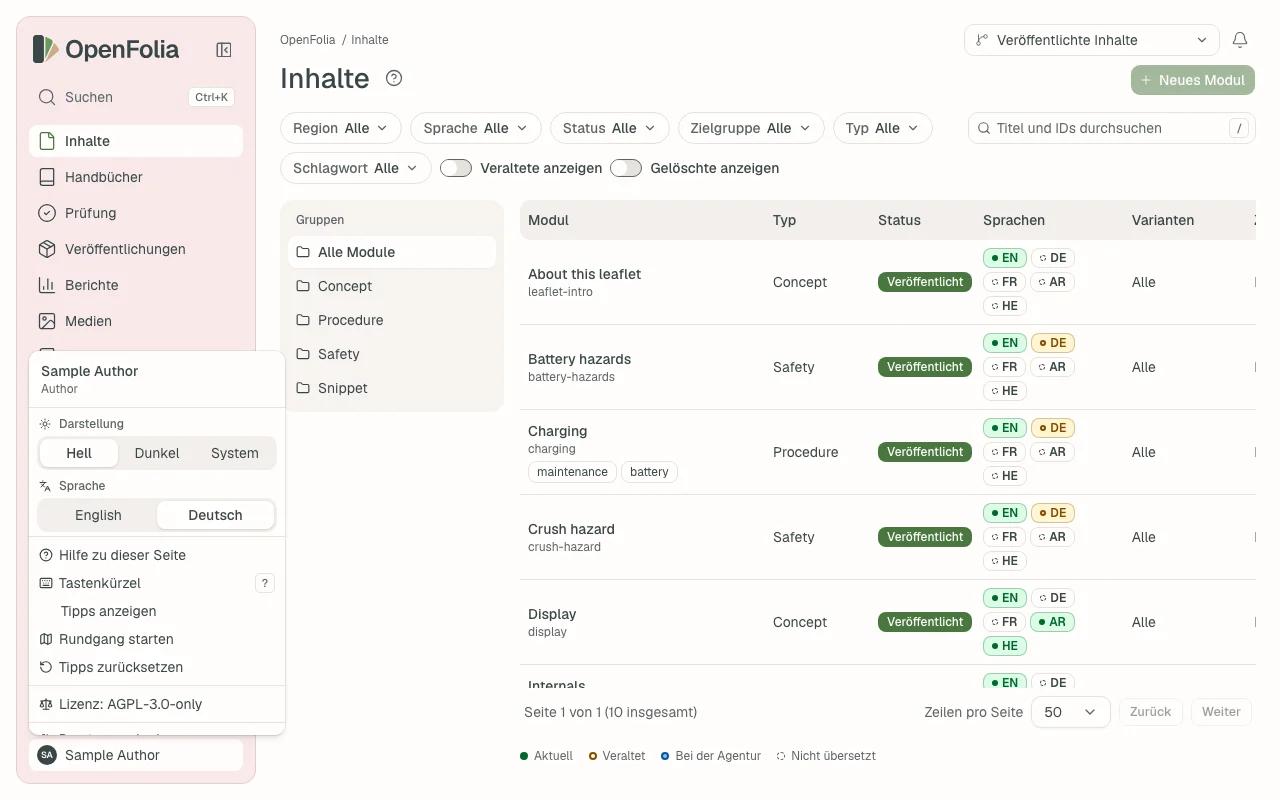 OpenFolia
Suchen
Ctrl+K
Inhalte
Handbücher
Prüfung
Veröffentlichungen
Berichte
Medien
Sample Author
Author
Darstellung
Hell
Dunkel
System
Sprache
English
Deutsch
Hilfe zu dieser Seite
Tastenkürzel
?
Tipps anzeigen
Rundgang starten
Tipps zurücksetzen
Lizenz: AGPL-3.0-only
SA Sample Author
OpenFolia / Inhalte
Veröffentlichte Inhalte
Inhalte
Neues Modul
Region Alle
Sprache Alle
Status Alle
Zielgruppe Alle
Typ Alle
Titel und IDs durchsuchen
/
Schlagwort Alle
Veraltete anzeigen
Gelöschte anzeigen
Gruppen
Alle Module
Concept
Procedure
Safety
Snippet
Modul Typ Status Sprachen Varianten
About this leaflet
leaflet-intro
Concept
Veröffentlicht
EN DE
FR AR
HE
Alle
Battery hazards
battery-hazards
Safety
Veröffentlicht
EN DE
FR AR
HE
Alle
Charging
charging
maintenance battery
Procedure
Veröffentlicht
EN DE
FR AR
HE
Alle
Crush hazard
crush-hazard
Safety
Veröffentlicht
EN DE
FR AR
HE
Alle
Display
display
Concept
Veröffentlicht
EN DE
FR AR
HE
Alle
Internals
EN DE
Seite 1 von 1 (10 insgesamt)
Zeilen pro Seite
50
Zurück
Weiter
Aktuell
Veraltet
Bei der Agentur
Nicht übersetzt